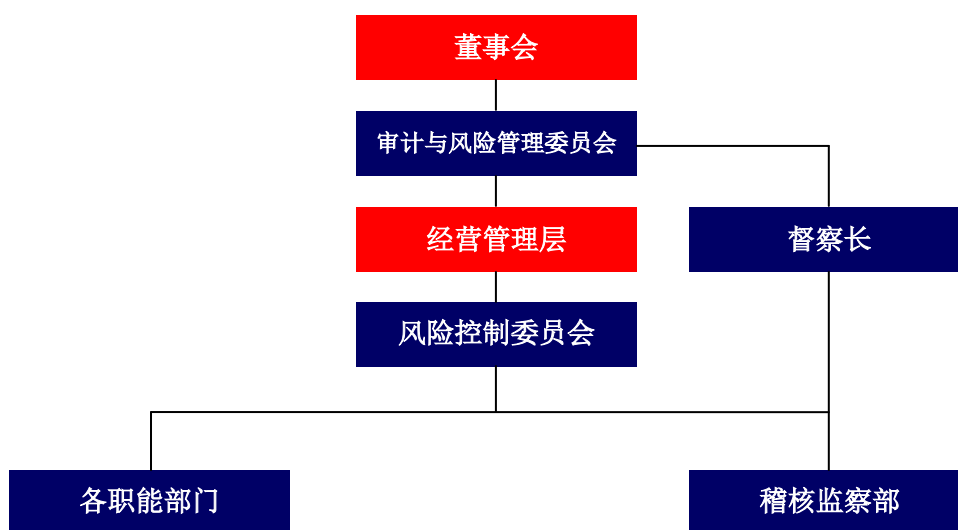 董事会
审计与风险管理委员会
经营管理层
督察长
风险控制委员会
各职能部门
稽核监察部